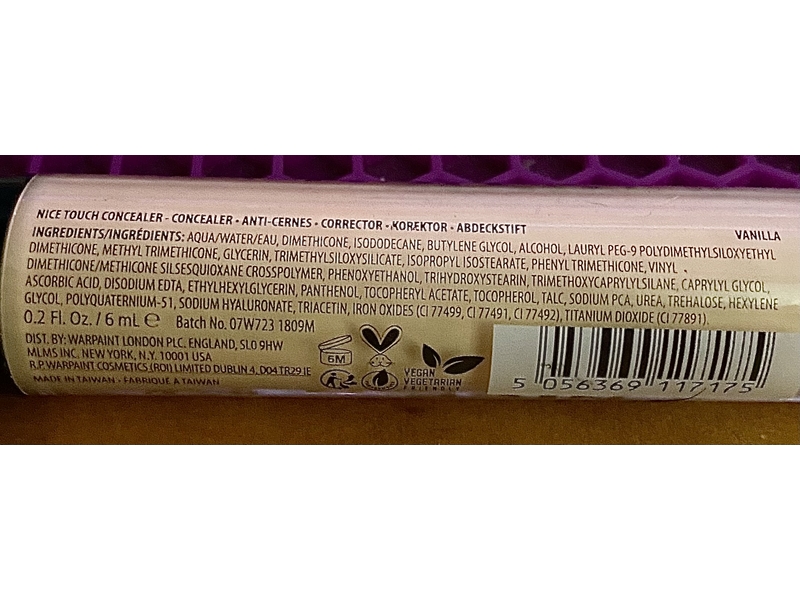 NICE TOUCH CONCEALER - CONCEALER • ANTI-CERNES • CORRECTOR • KOREKTOR • ABDECKSTIFT
VANILLA
INGREDIENTS/INGRÉDIENTS: AQUA/WATER/EAU, DIMETHICONE, ISODODECANE, BUTYLENE GLYCOL, ALCOHOL, LAURYL PEG-9 POLYDIMETHYLSILOXYETHYL
DIMETHICONE, METHYL TRIMETHICONE, GLYCERIN, TRIMETHYLSILOXYSILICATE, ISOPROPYL ISOSTEARATE, PHENYL TRIMETHICONE, VINYL
DIMETHICONE/METHICONE SILSESQUIOXANE CROSSPOLYMER, PHENOXYETHANOL, TRIHYDROXYSTEARIN, TRIMETHOXYCAPRYLYLSILANE, CAPRYLYL GLYCOL,
ASCORBIC ACID, DISODIUM EDTA, ETHYLHEXYLGLYCERIN, PANTHENOL, TOCOPHERYL ACETATE, TOCOPHEROL, TALC, SODIUM PCA, UREA, TREHALOSE, HEXYLENE
GLYCOL, POLYQUATERNIUM-51, SODIUM HYALURONATE, TRIACETIN, IRON OXIDES (CI 77499, CI 77491, CI 77492), TITANIUM DIOXIDE (CI 77891).
0.2 Fl. Oz. / 6 mL ℮ Batch No. 07W723 1809M
DIST. BY: WARPAINT LONDON PLC. ENGLAND, SL0 9HW
MLMS INC. NEW YORK, N.Y. 10001 USA
R.P. WARPAINT COSMETICS (ROI) LIMITED DUBLIN 4, D04 TR29 IE
MADE IN TAIWAN • FABRIQUÉ À TAIWAN
6M
VEGAN
VEGETARIAN
FRIENDLY
5 056369 117175